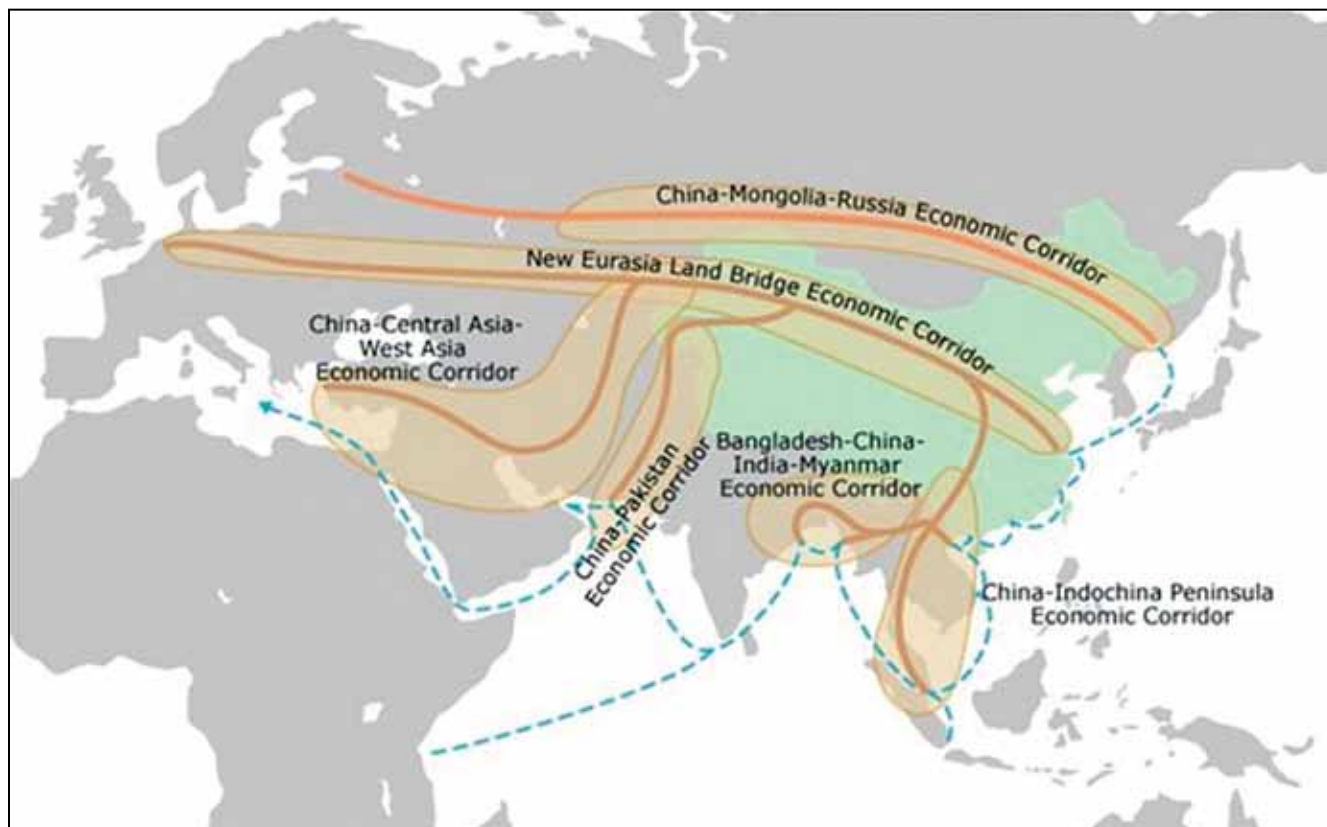 China-Mongolia-Russia Economic Corridor
New Eurasia Land Bridge Economic Corridor
China-Central Asia-
West Asia
Economic Corridor
China-Pakistan
Economic Corridor
Bangladesh-China-
India-Myanmar
Economic Corridor
China-Indochina Peninsula
Economic Corridor